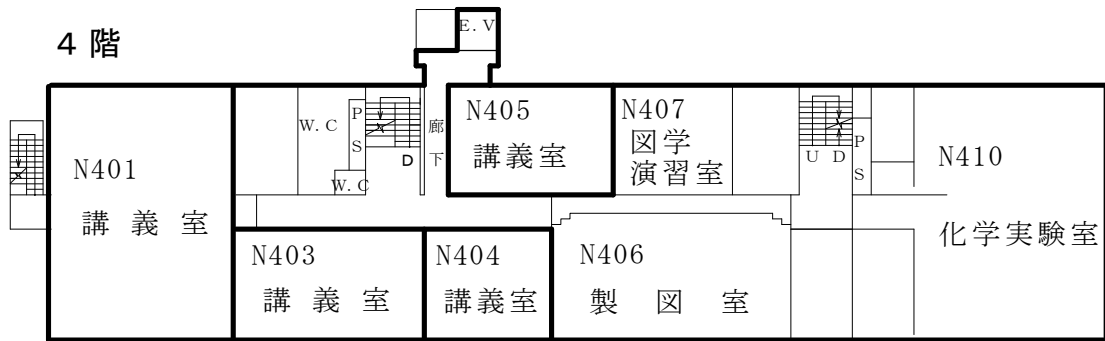 4 階
E.V
N401
講 義 室
W.C
P
S
W.C
D
廊
下
N405
講義室
N407
図学
演習室
U D
P
S
N410
化学実験室
N403
講 義 室
N404
講義室
N406
製 図 室